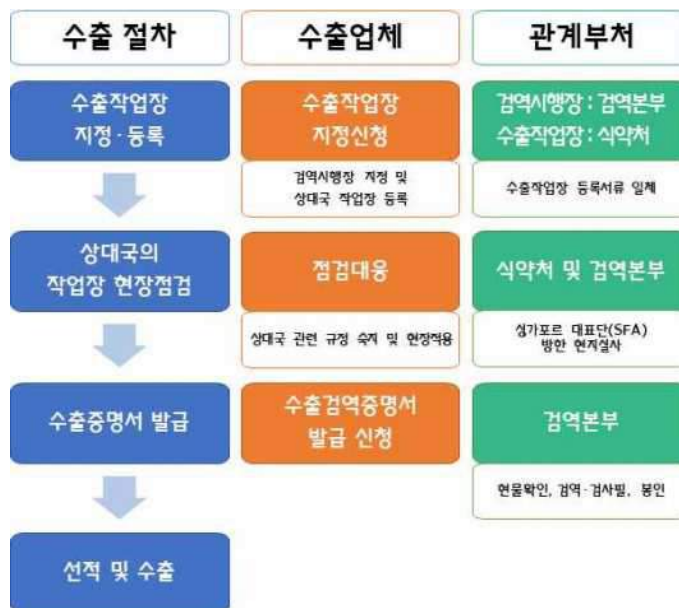 수출 절차
수출업체
관계부처
수출작업장
지정·등록
수출작업장
지정신청
검역시행장 지정 및
상대국 작업장 등록
검역시행장 : 검역본부
수출작업장 : 식약처
수출작업장 등록서류 일체
상대국의
작업장 현장점검
점검대응
상대국 관련 규정 숙지 및 현장적용
식약처 및 검역본부
싱가포르 대표단(SFA)
방한 현지실사
수출증명서 발급
수출검역증명서
발급 신청
검역본부
현물확인, 검역·검사필, 봉인
선적 및 수출